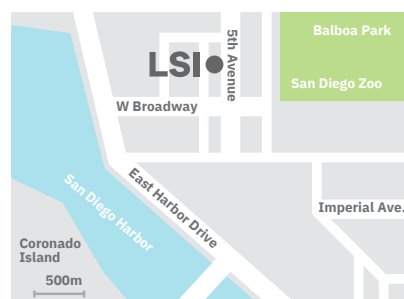 Balboa Park
5th Avenue
LSI
San Diego Zoo
W Broadway
East Harbor Drive
San Diego Harbor
Imperial Ave.
Coronado
Island
500m